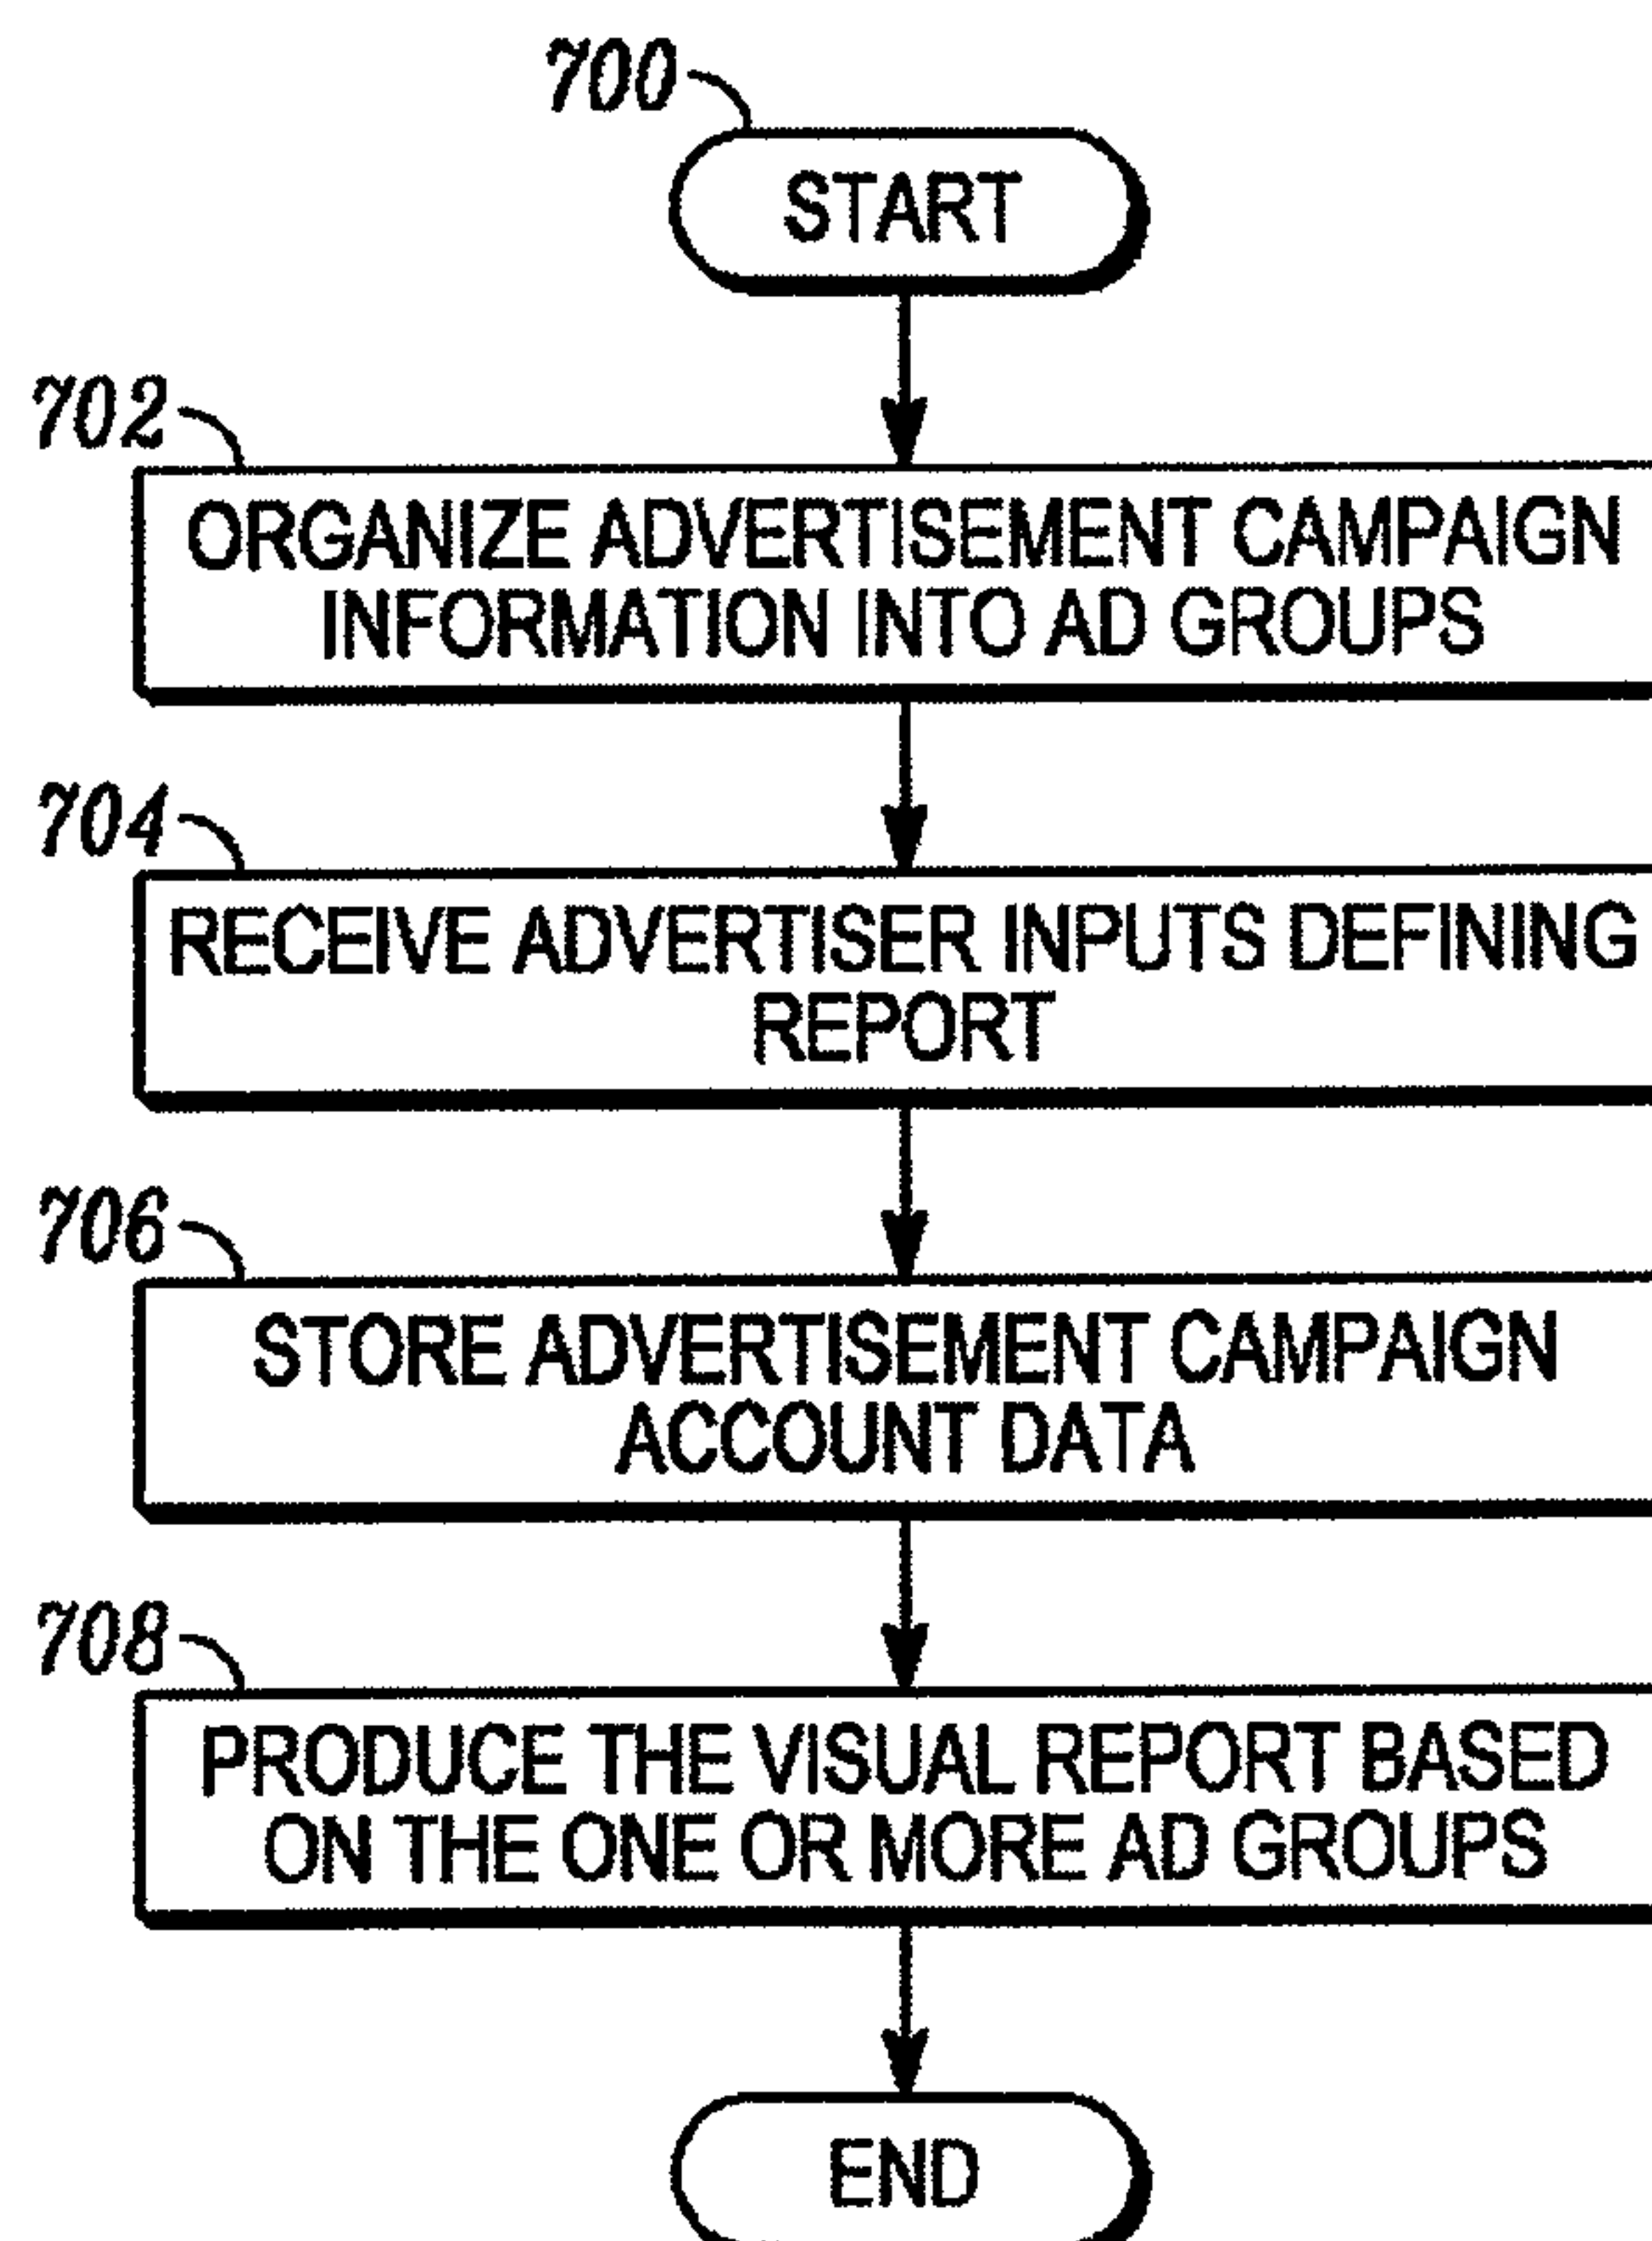 700
START
702
ORGANIZE ADVERTISEMENT CAMPAIGN
INFORMATION INTO AD GROUPS
704
RECEIVE ADVERTISER INPUTS DEFINING
REPORT
706
STORE ADVERTISEMENT CAMPAIGN
ACCOUNT DATA
708
PRODUCE THE VISUAL REPORT BASED
ON THE ONE OR MORE AD GROUPS
END